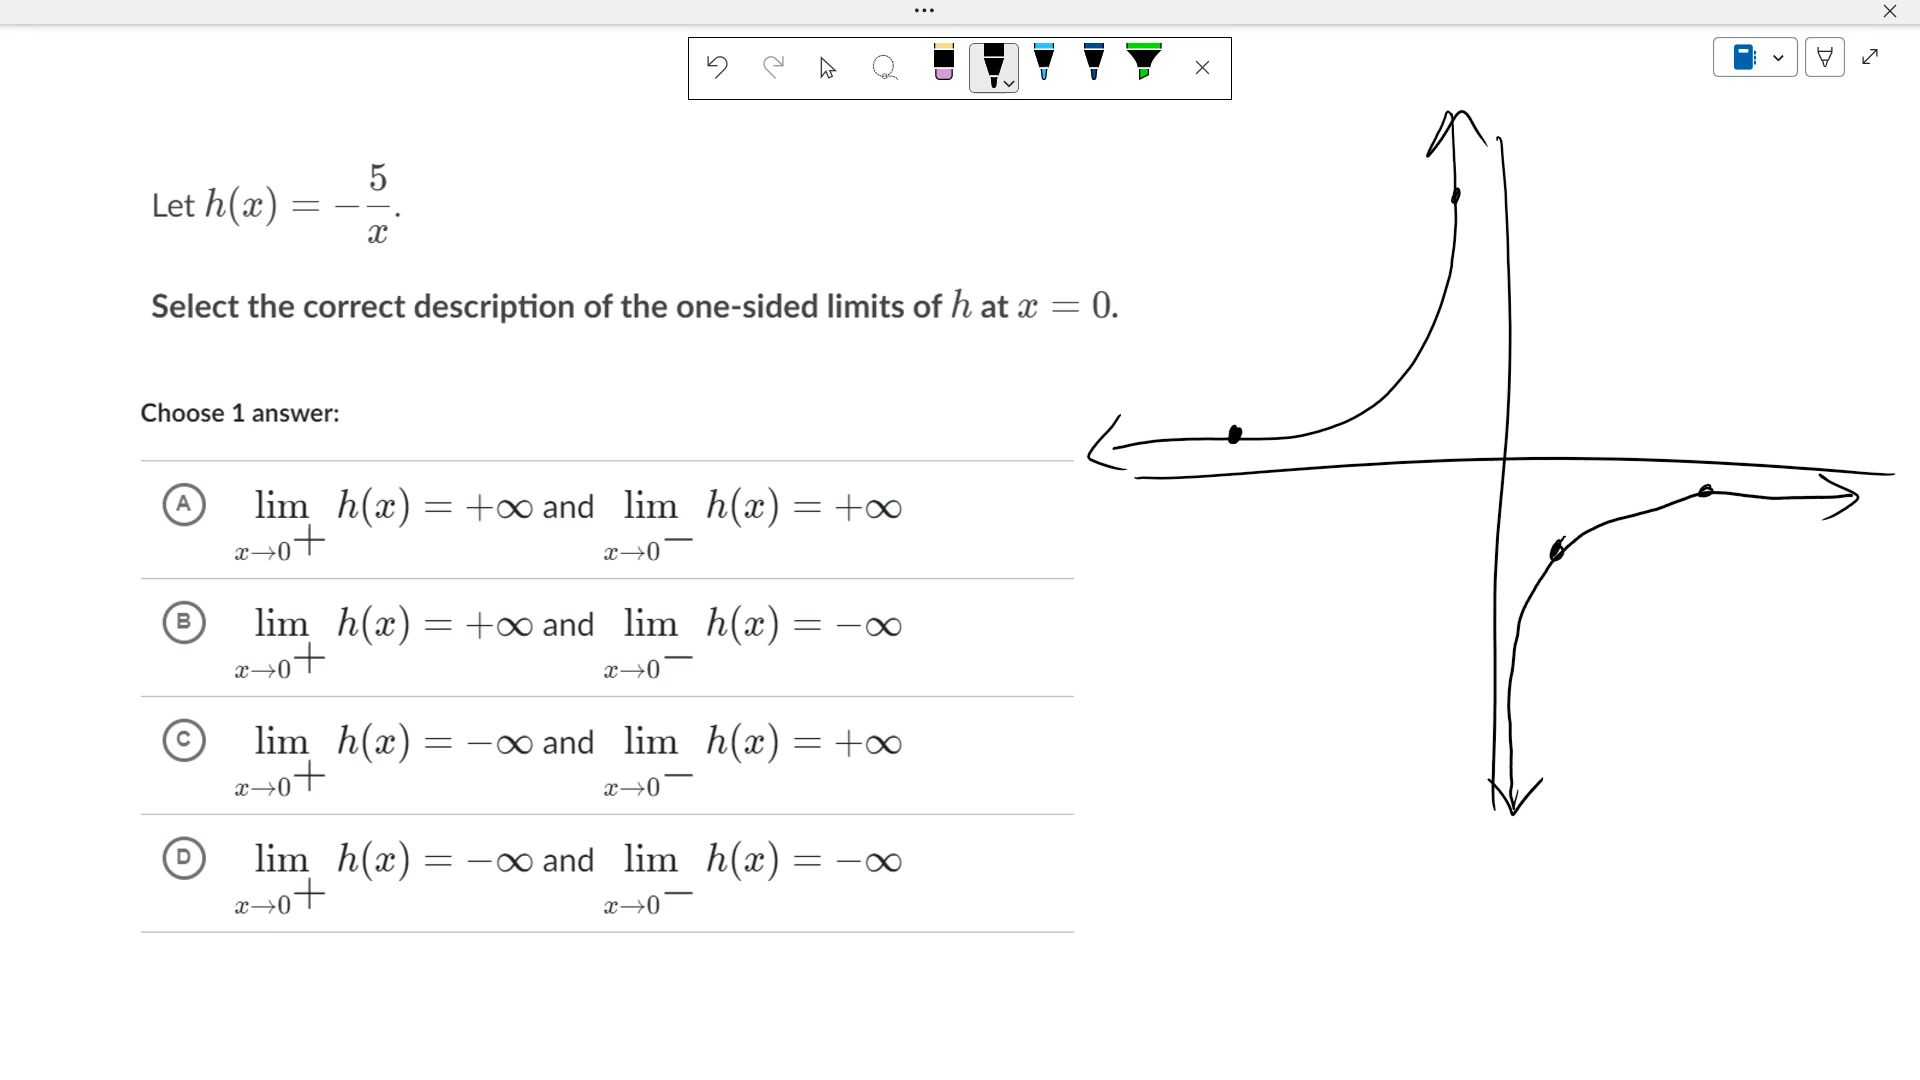 Let h(x) = −5/x.
Select the correct description of the one-sided limits of h at x = 0.
Choose 1 answer:
A lim x→0+ h(x) = +∞ and lim x→0− h(x) = +∞
B lim x→0+ h(x) = +∞ and lim x→0− h(x) = −∞
C lim x→0+ h(x) = −∞ and lim x→0− h(x) = +∞
D lim x→0+ h(x) = −∞ and lim x→0− h(x) = −∞